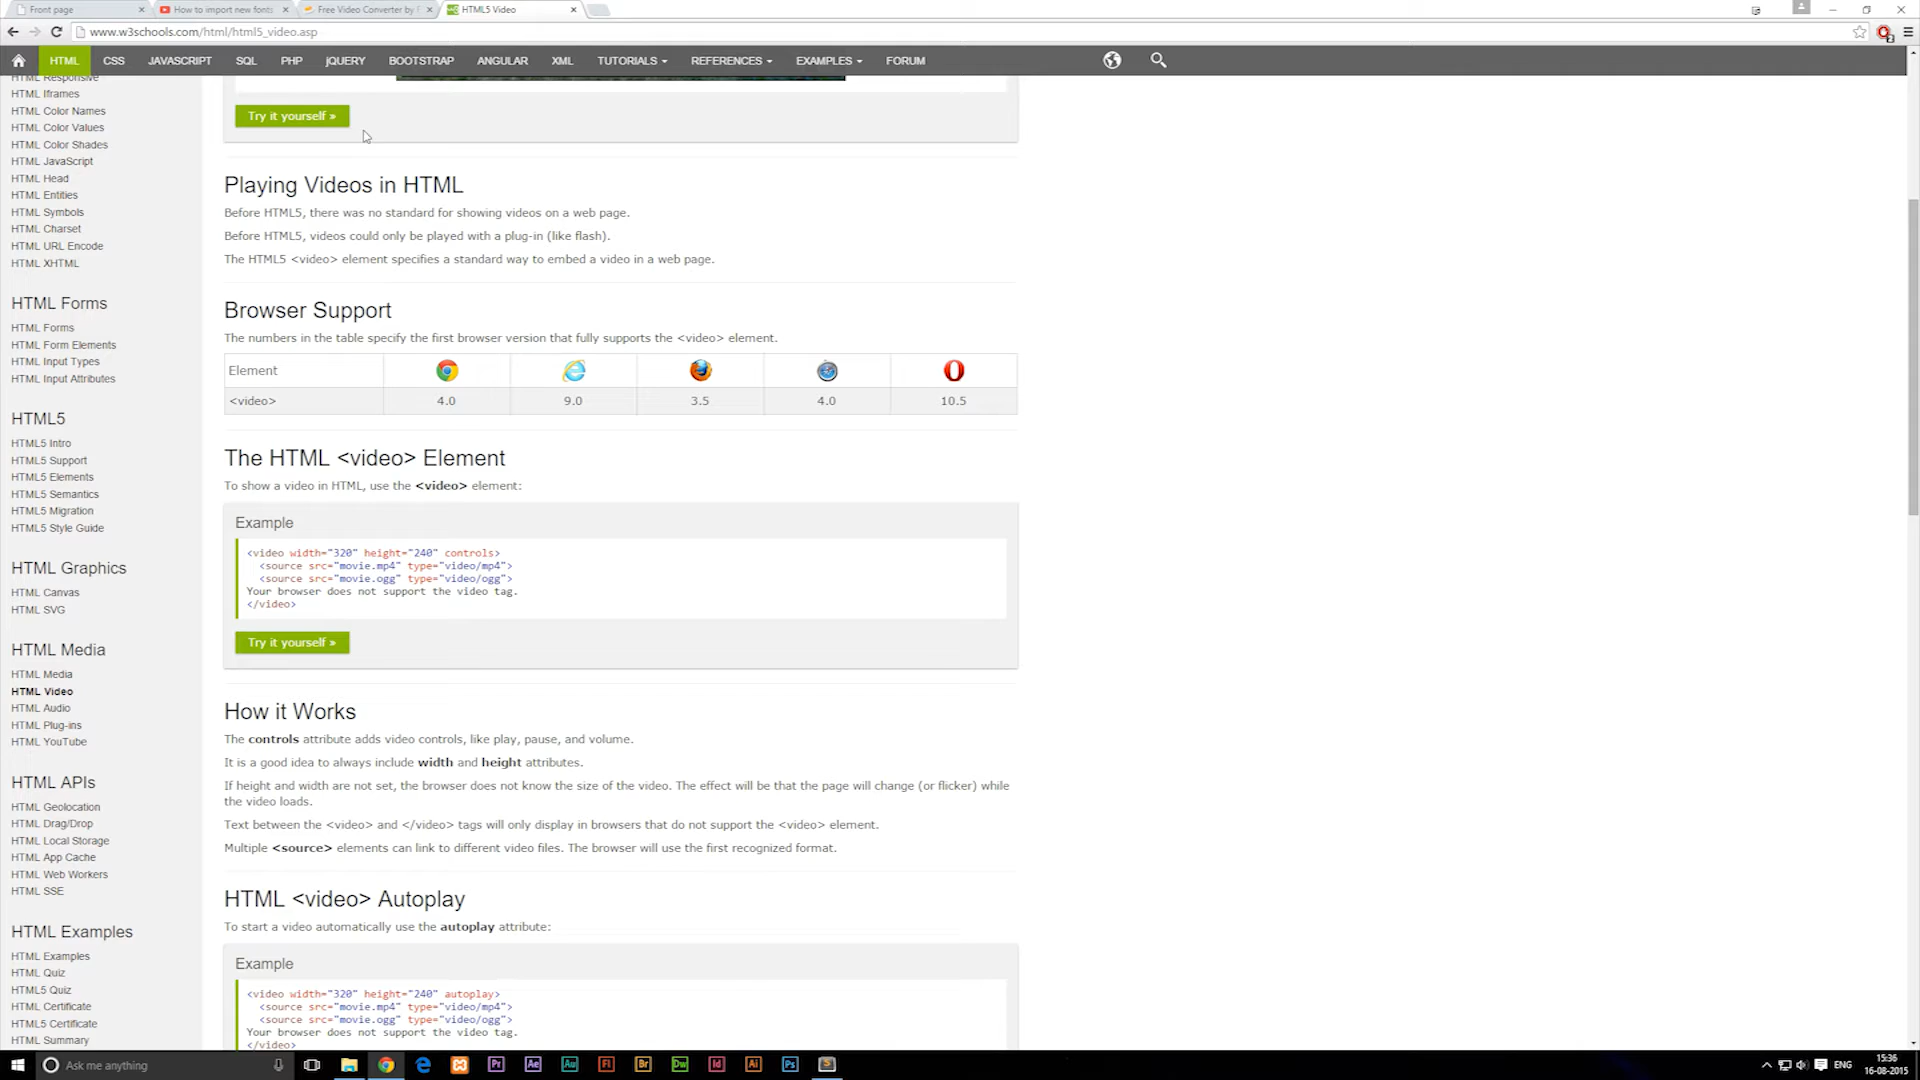 Front page
How to import new fonts
Free Video Converter by F
HTML5 Video
www.w3schools.com/html/html5_video.asp
HTML CSS JAVASCRIPT SQL PHP jQUERY BOOTSTRAP ANGULAR XML TUTORIALS REFERENCES EXAMPLES FORUM
HTML Responsive
HTML Iframes
HTML Color Names
HTML Color Values
HTML Color Shades
HTML JavaScript
HTML Head
HTML Entities
HTML Symbols
HTML Charset
HTML URL Encode
HTML XHTML
HTML Forms
HTML Forms
HTML Form Elements
HTML Input Types
HTML Input Attributes
HTML5
HTML5 Intro
HTML5 Support
HTML5 Elements
HTML5 Semantics
HTML5 Migration
HTML5 Style Guide
HTML Graphics
HTML Canvas
HTML SVG
HTML Media
HTML Media
HTML Video
HTML Audio
HTML Plug-ins
HTML YouTube
HTML APIs
HTML Geolocation
HTML Drag/Drop
HTML Local Storage
HTML App Cache
HTML Web Workers
HTML SSE
HTML Examples
HTML Examples
HTML Quiz
HTML5 Quiz
HTML Certificate
HTML5 Certificate
HTML Summary
Try it yourself »
Playing Videos in HTML
Before HTML5, there was no standard for showing videos on a web page.
Before HTML5, videos could only be played with a plug-in (like flash).
The HTML5 <video> element specifies a standard way to embed a video in a web page.
Browser Support
The numbers in the table specify the first browser version that fully supports the <video> element.
Element
<video> 4.0 9.0 3.5 4.0 10.5
The HTML <video> Element
To show a video in HTML, use the <video> element:
Example
<video width="320" height="240" controls>
<source src="movie.mp4" type="video/mp4">
<source src="movie.ogg" type="video/ogg">
Your browser does not support the video tag.
</video>
Try it yourself »
How it Works
The controls attribute adds video controls, like play, pause, and volume.
It is a good idea to always include width and height attributes.
If height and width are not set, the browser does not know the size of the video. The effect will be that the page will change (or flicker) while
the video loads.
Text between the <video> and </video> tags will only display in browsers that do not support the <video> element.
Multiple <source> elements can link to different video files. The browser will use the first recognized format.
HTML <video> Autoplay
To start a video automatically use the autoplay attribute:
Example
<video width="320" height="240" autoplay>
<source src="movie.mp4" type="video/mp4">
<source src="movie.ogg" type="video/ogg">
Your browser does not support the video tag.
</video>
Ask me anything
Pr Ae Au Fl Br Dw Id Ai Ps
ENG
15:36
16-08-2015